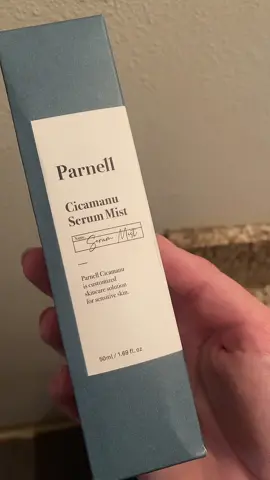 Parnell
Cicamanu
Serum Mist
Serum Mist
—
Parnell Cicamanu
is customized
skincare solution
for sensitive skin.
50ml / 1.69 fl. oz